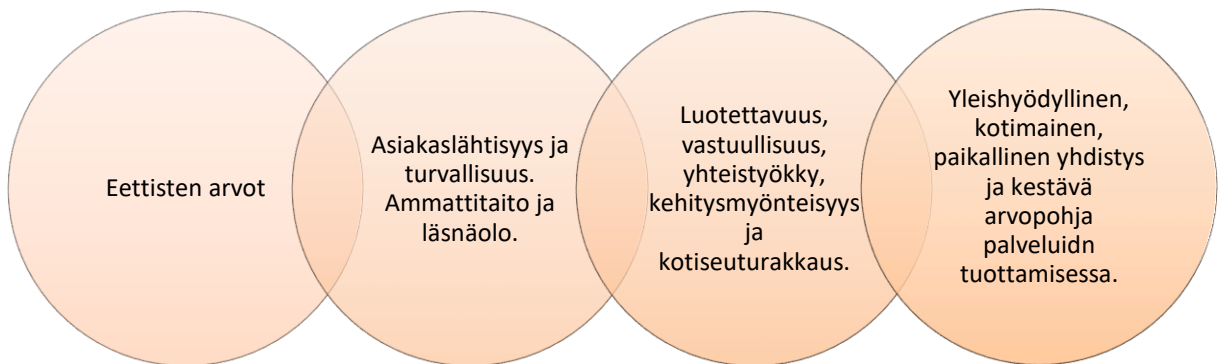 Eettisten arvot
Asiakaslähtisyys ja
turvallisuus.
Ammattitaito ja
läsnäolo.
Luotettavuus,
vastuullisuus,
yhteistyökky,
kehitysmyönteisyys
ja
kotiseuturakkaus.
Yleishyödyllinen,
kotimainen,
paikallinen yhdistys
ja kestävä
arvopohja
palveluidn
tuottamisessa.